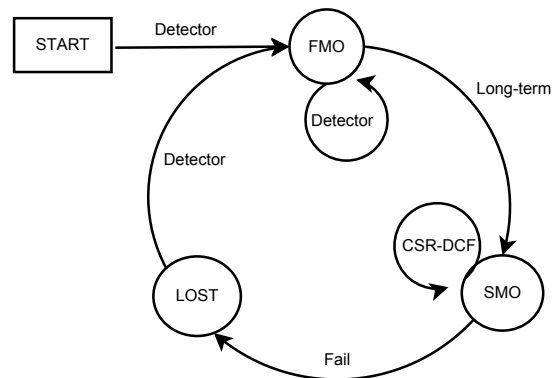 START
Detector
FMO
Detector
Long-term
Detector
CSR-DCF
SMO
LOST
Fail